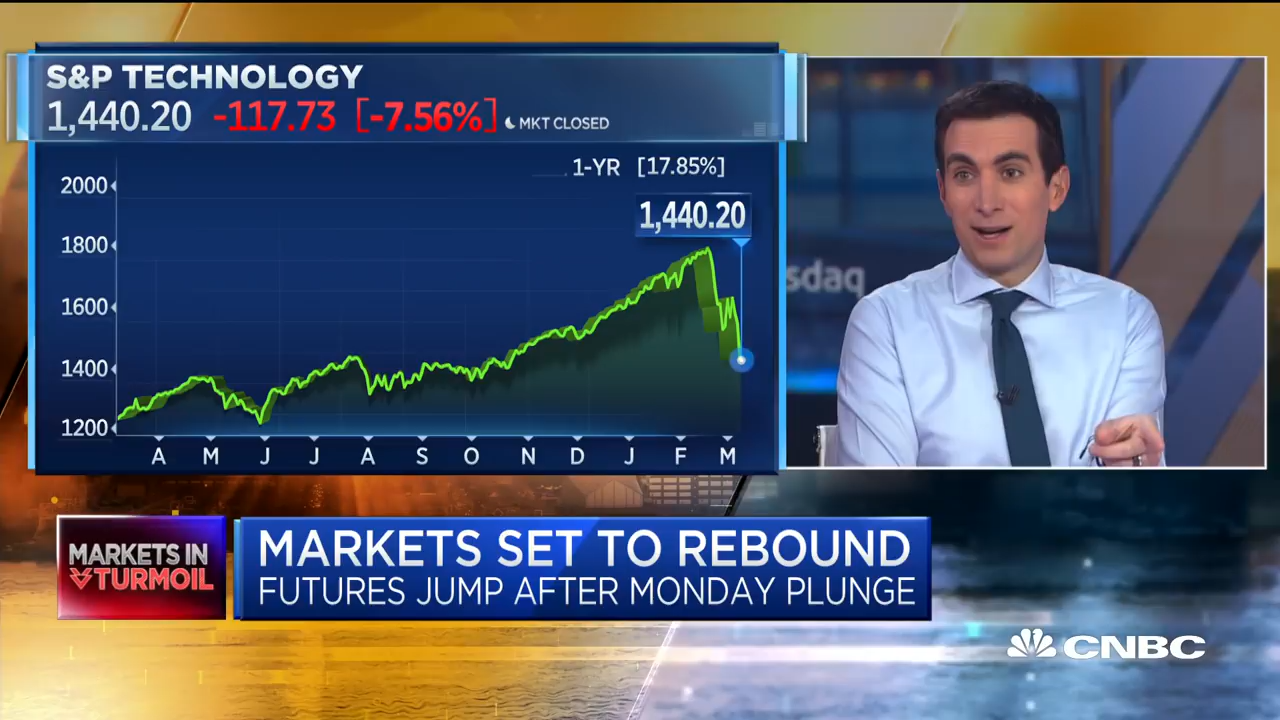 S&P TECHNOLOGY
1,440.20 -117.73 [-7.56%] MKT CLOSED
1-YR [17.85%]
1,440.20
2000
1800
1600
1400
1200
A M J J A S O N D J F M
sdaq
MARKETS IN
TURMOIL
MARKETS SET TO REBOUND
FUTURES JUMP AFTER MONDAY PLUNGE
CNBC